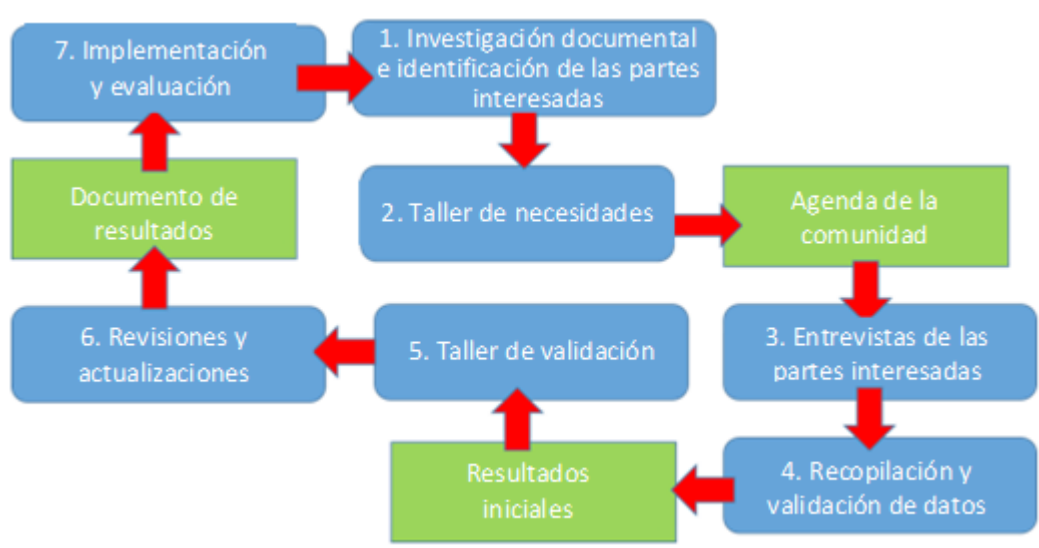 7. Implementación
y evaluación
1. Investigación documental
e identificación de las partes
interesadas
Documento de
resultados
2. Taller de necesidades
Agenda de la
comunidad
6. Revisiones y
actualizaciones
5. Taller de validación
3. Entrevistas de las
partes interesadas
Resultados
iniciales
4. Recopilación y
validación de datos